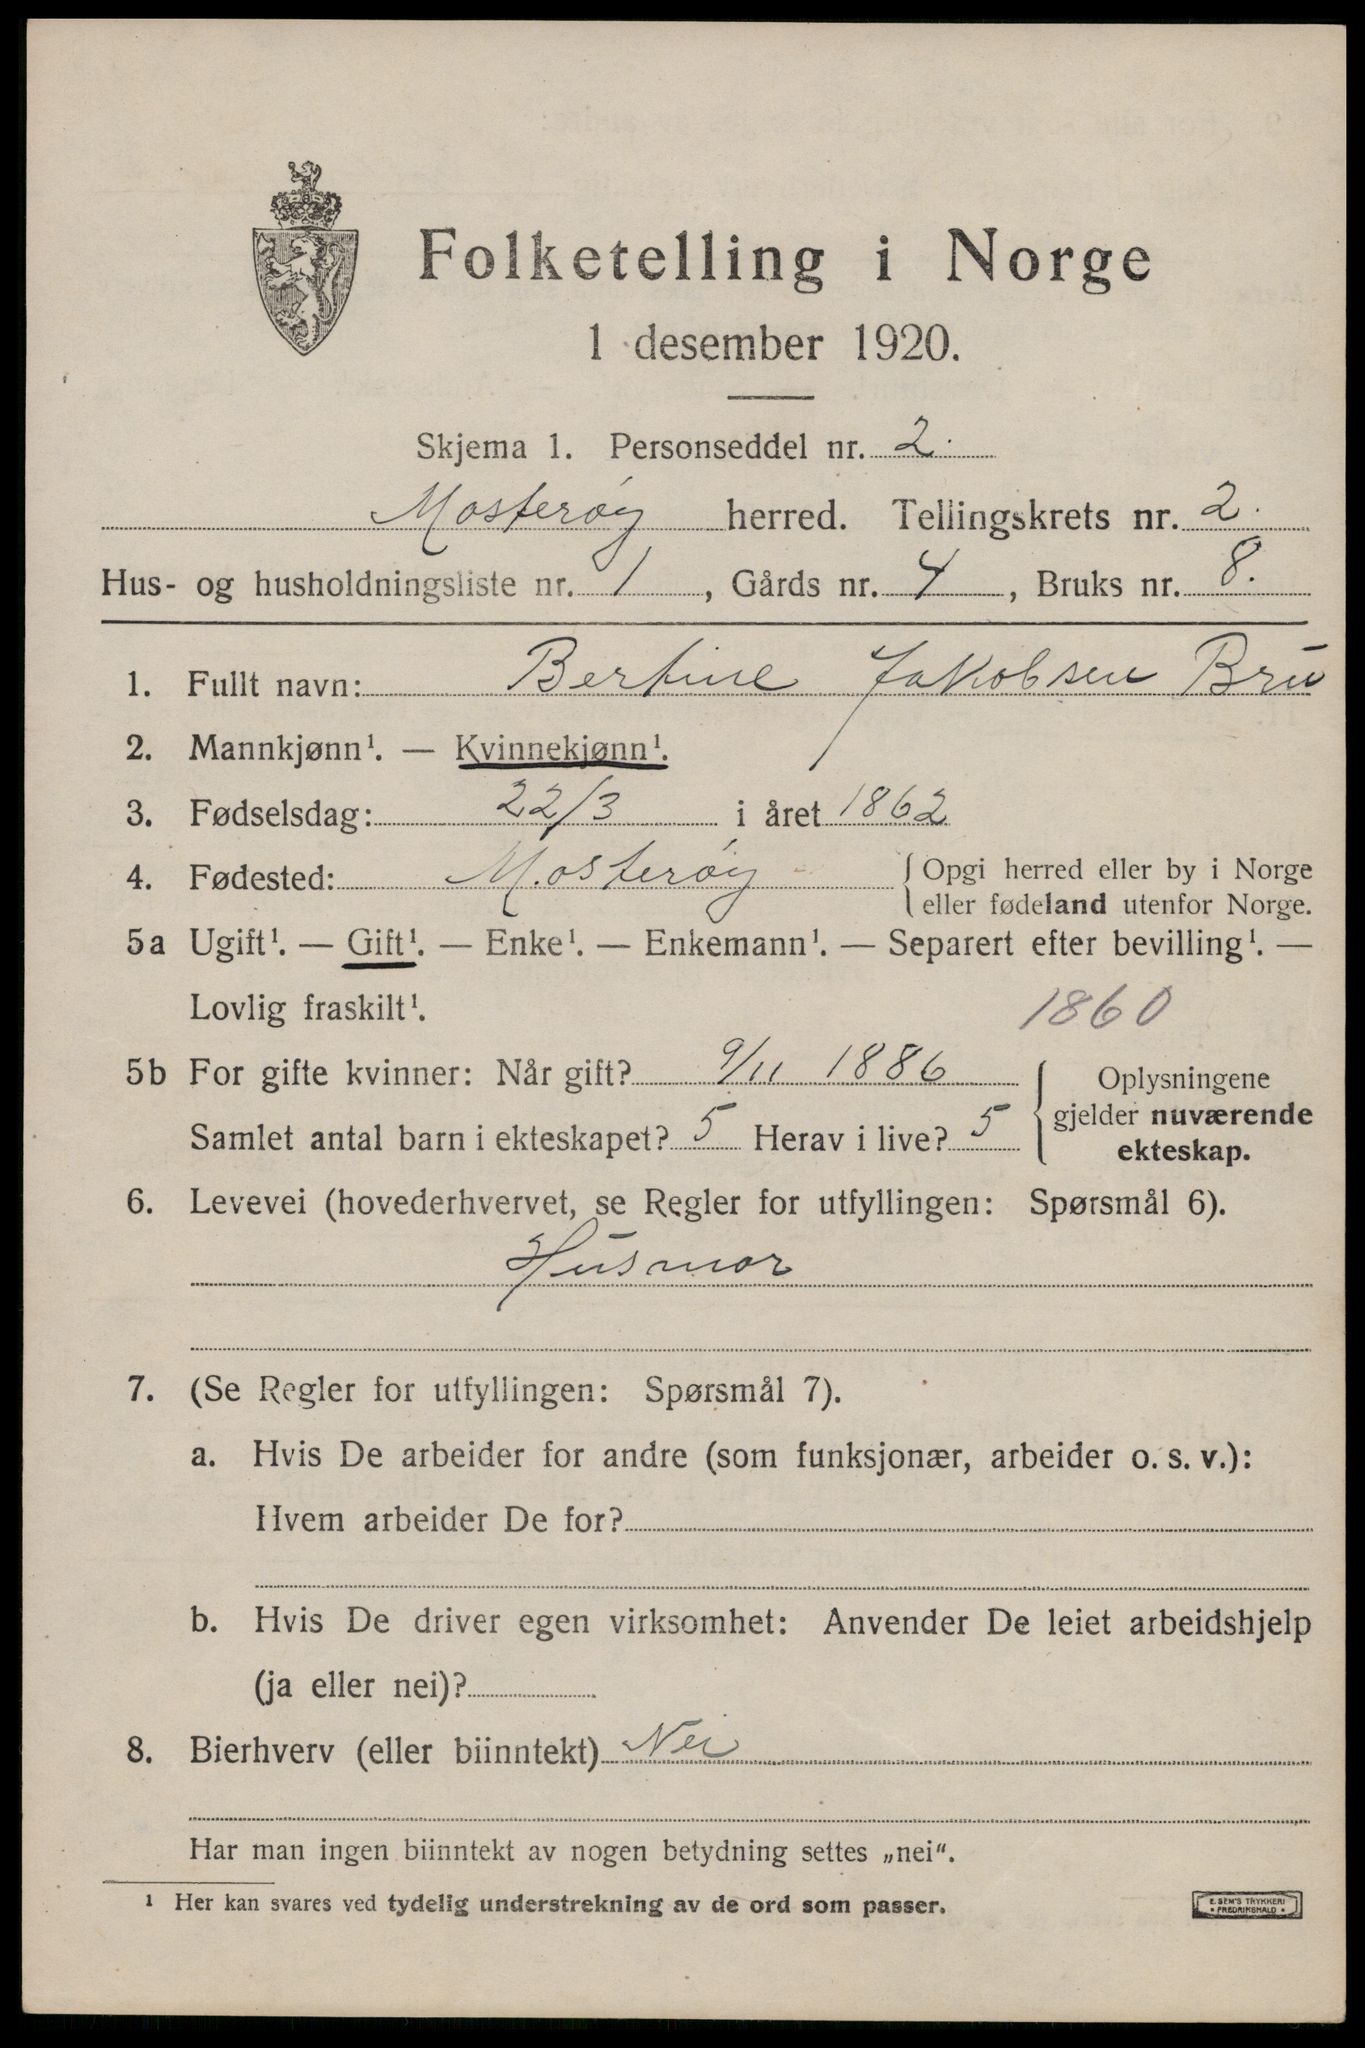 Folketelling i Norge
1 desember 1920.
Skjema 1. Personseddel nr. 2.
Mosterøy herred. Tellingskrets nr. 2.
Hus- og husholdningsliste nr. 1, Gårds nr. 4, Bruks nr. 8.
1. Fullt navn: Bertine Jakobsen Bru
2. Mannkjønn¹. — Kvinnekjønn¹.
3. Fødselsdag: 22/3 i året 1862
4. Fødested: Mosterøy { Opgi herred eller by i Norge
eller fødeland utenfor Norge.
5a Ugift¹. — Gift¹. — Enke¹. — Enkemann¹. — Separert efter bevilling¹. —
Lovlig fraskilt¹. 1860
5b For gifte kvinner: Når gift? 9/11 1886
Samlet antal barn i ekteskapet? 5 Herav i live? 5
Oplysningene
gjelder nuværende
ekteskap.
6. Levevei (hovederhvervet, se Regler for utfyllingen: Spørsmål 6).
Husmor
7. (Se Regler for utfyllingen: Spørsmål 7).
a. Hvis De arbeider for andre (som funksjonær, arbeider o. s. v.):
Hvem arbeider De for?
b. Hvis De driver egen virksomhet: Anvender De leiet arbeidshjelp
(ja eller nei)?
8. Bierhverv (eller biinntekt) Nei
Har man ingen biinntekt av nogen betydning settes „nei“.
¹ Her kan svares ved tydelig understrekning av de ord som passer.
E. SEM'S TRYKKERI
• FREDRIKSHALD •